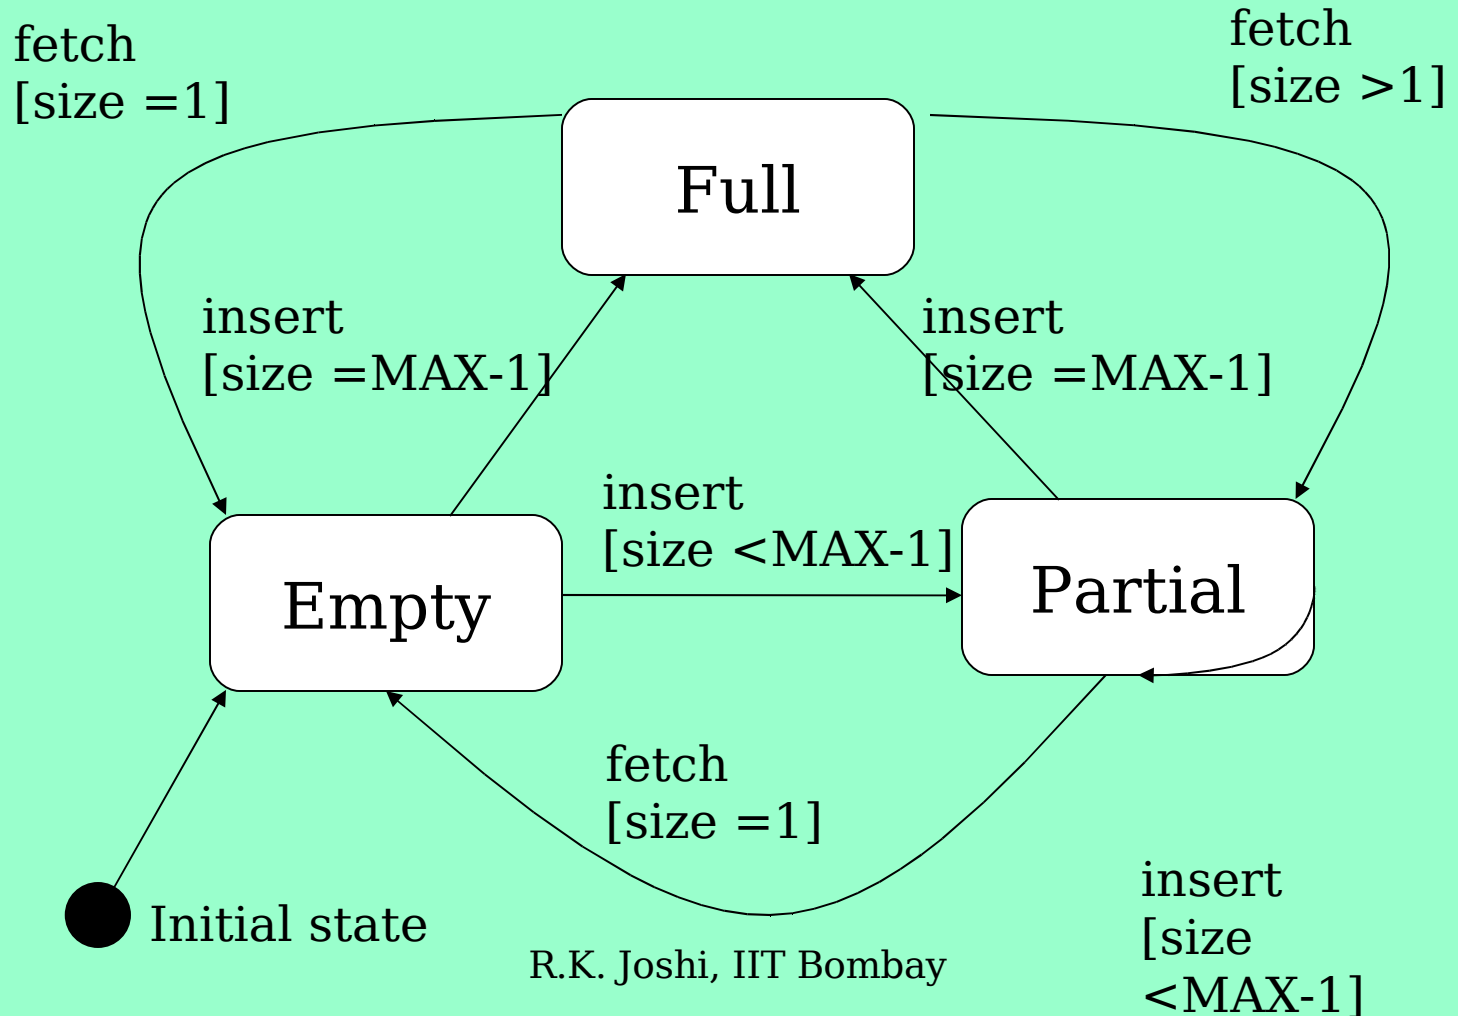 fetch
[size =1]
fetch
[size >1]
Full
insert
[size =MAX-1]
insert
[size =MAX-1]
insert
[size <MAX-1]
Empty
Partial
fetch
[size =1]
Initial state
insert
[size
<MAX-1]
R.K. Joshi, IIT Bombay